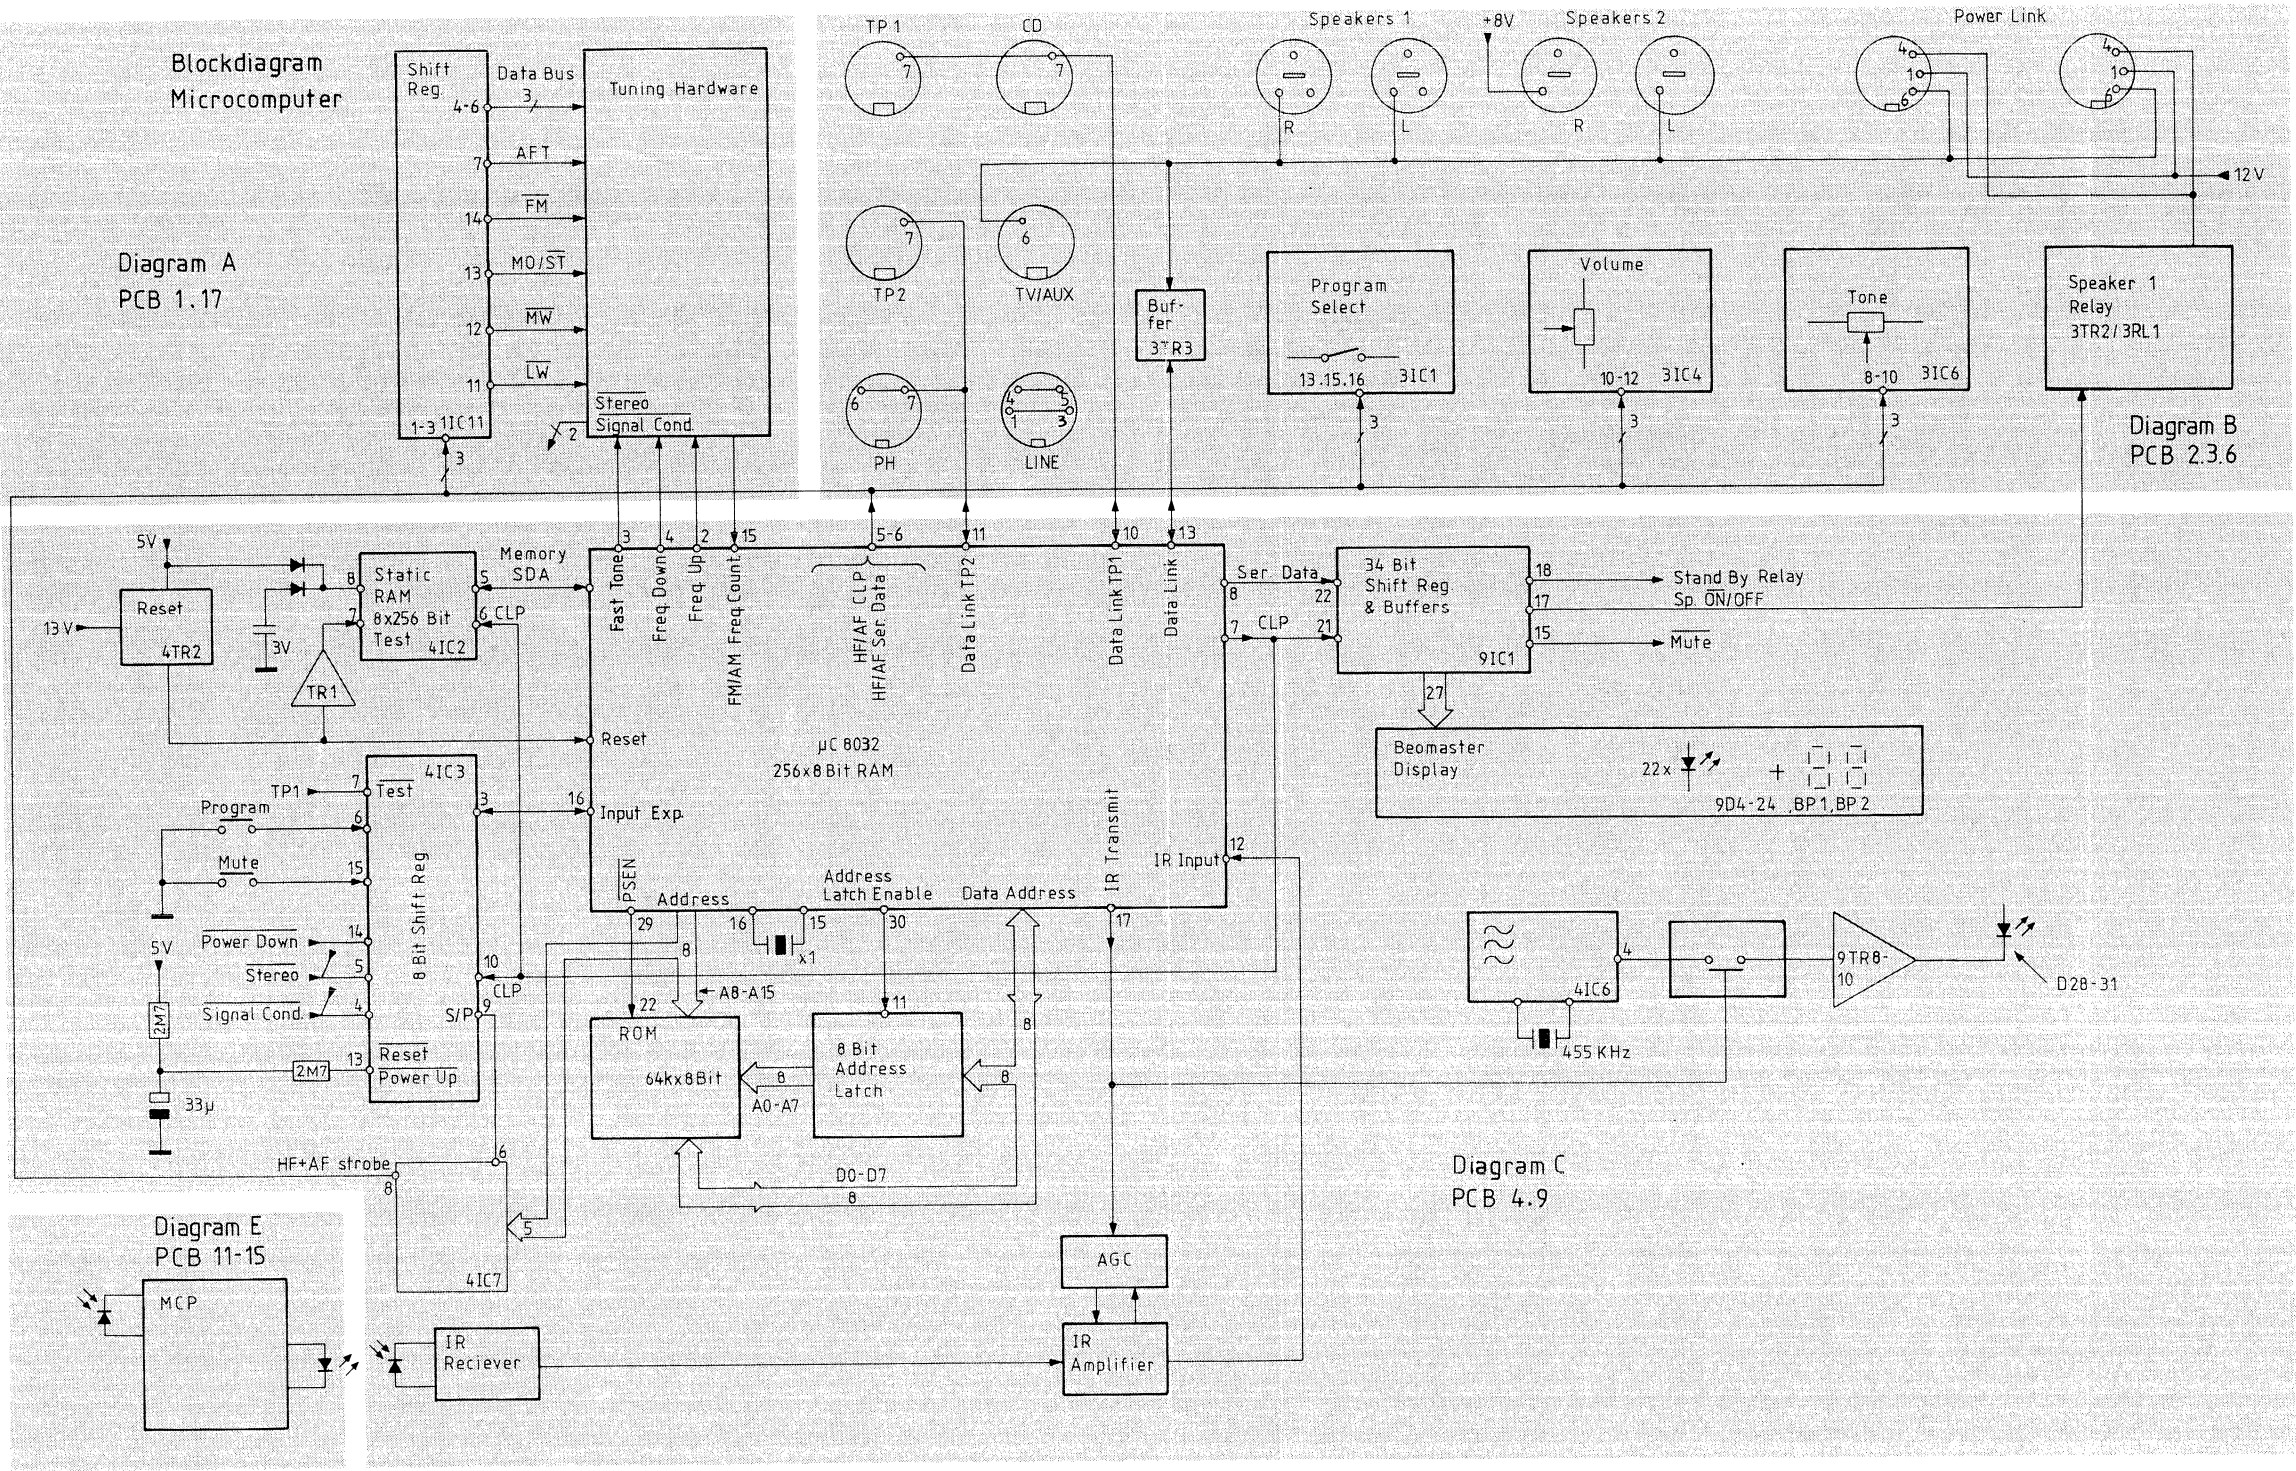 Blockdiagram
Microcomputer
Diagram A
PCB 1.17
Shift
Reg.
4-6
7
14
13
12
11
1-3
1IC11
3
Data Bus
3
AFT
FM
MO/ST
MW
LW
Tuning Hardware
Stereo
Signal Cond.
2
TP 1
7
CD
7
Speakers 1
R
L
+8V
Speakers 2
R
L
Power Link
4
1
6
4
1
6
12V
7
TP2
6
TV/AUX
6
7
PH
4
5
1
3
LINE
Buf-
fer
3TR3
Program
Select
13.15.16
3IC1
3
Volume
10-12
3IC4
3
Tone
8-10
3IC6
3
Speaker 1
Relay
3TR2/3RL1
Diagram B
PCB 2.3.6
5V
Reset
4TR2
13V
3V
TR1
8
7
Static
RAM
8x256 Bit
Test
4IC2
5
6
CLP
Memory
SDA
3
4
2
15
5-6
11
10
13
Fast Tone
Freq. Down
Freq. Up
FM/AM Freq. Count
HF/AF CLP
HF/AF Ser. Data
Data Link TP2
Data Link TP1
Data Link
Reset
µC 8032
256x8 Bit RAM
16
Input Exp.
PSEN
Address
Address
Latch Enable
Data Address
IR Transmit
IR Input
12
29
16
15
30
17
x1
8
Ser. Data
8
22
7
CLP
21
34 Bit
Shift Reg
& Buffers
9IC1
18
Stand By Relay
Sp. ON/OFF
17
15
Mute
27
Beomaster
Display
22x
+
9D4-24 ,BP1,BP2
4IC3
TP1
7
Test
Program
6
Mute
15
8 Bit Shift Reg
3
Power Down
14
Stereo
5
Signal Cond.
4
5V
2M7
2M7
13
Reset
Power Up
33µ
10
CLP
9
S/P
HF+AF strobe
8
6
5
4IC7
A8-A15
22
ROM
64kx8Bit
8
A0-A7
11
8 Bit
Address
Latch
8
8
D0-D7
8
4IC6
4
455 KHz
9TR8-
10
D28-31
Diagram C
PCB 4.9
Diagram E
PCB 11-15
MCP
IR
Reciever
AGC
IR
Amplifier